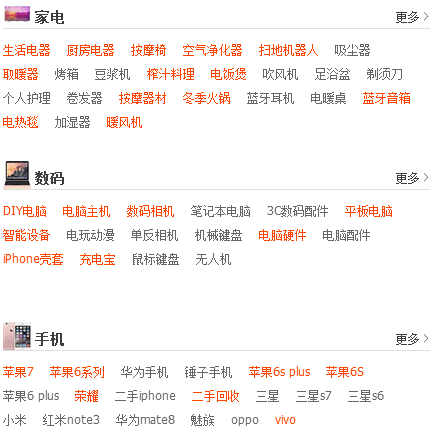 家电 更多 >
生活电器 厨房电器 按摩椅 空气净化器 扫地机器人 吸尘器
取暖器 烤箱 豆浆机 榨汁料理 电饭煲 吹风机 足浴盆 剃须刀
个人护理 卷发器 按摩器材 冬季火锅 蓝牙耳机 电暖桌 蓝牙音箱
电热毯 加湿器 暖风机
数码 更多 >
DIY电脑 电脑主机 数码相机 笔记本电脑 3C数码配件 平板电脑
智能设备 电玩动漫 单反相机 机械键盘 电脑硬件 电脑配件
iPhone壳套 充电宝 鼠标键盘 无人机
手机 更多 >
苹果7 苹果6系列 华为手机 锤子手机 苹果6s plus 苹果6S
苹果6 plus 荣耀 二手iphone 二手回收 三星 三星s7 三星s6
小米 红米note3 华为mate8 魅族 oppo vivo